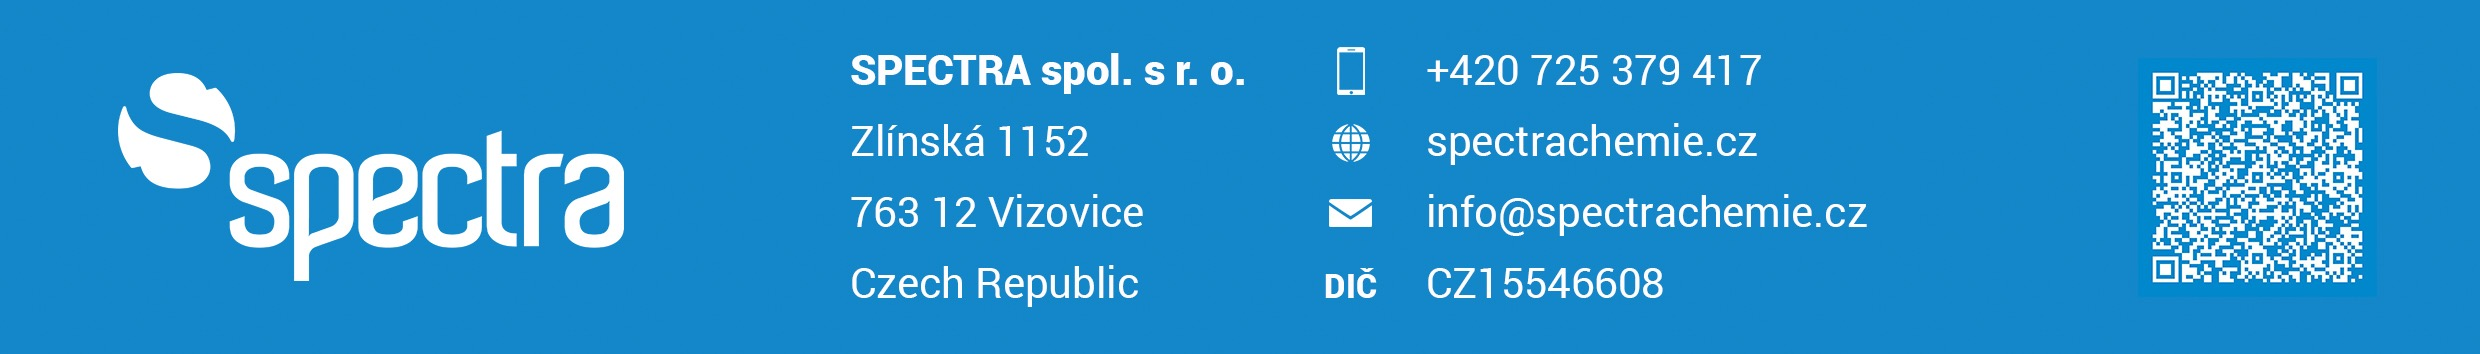 spectra
SPECTRA spol. s r. o.
Zlínská 1152
763 12 Vizovice
Czech Republic
+420 725 379 417
spectrachemie.cz
info@spectrachemie.cz
DIČ CZ15546608